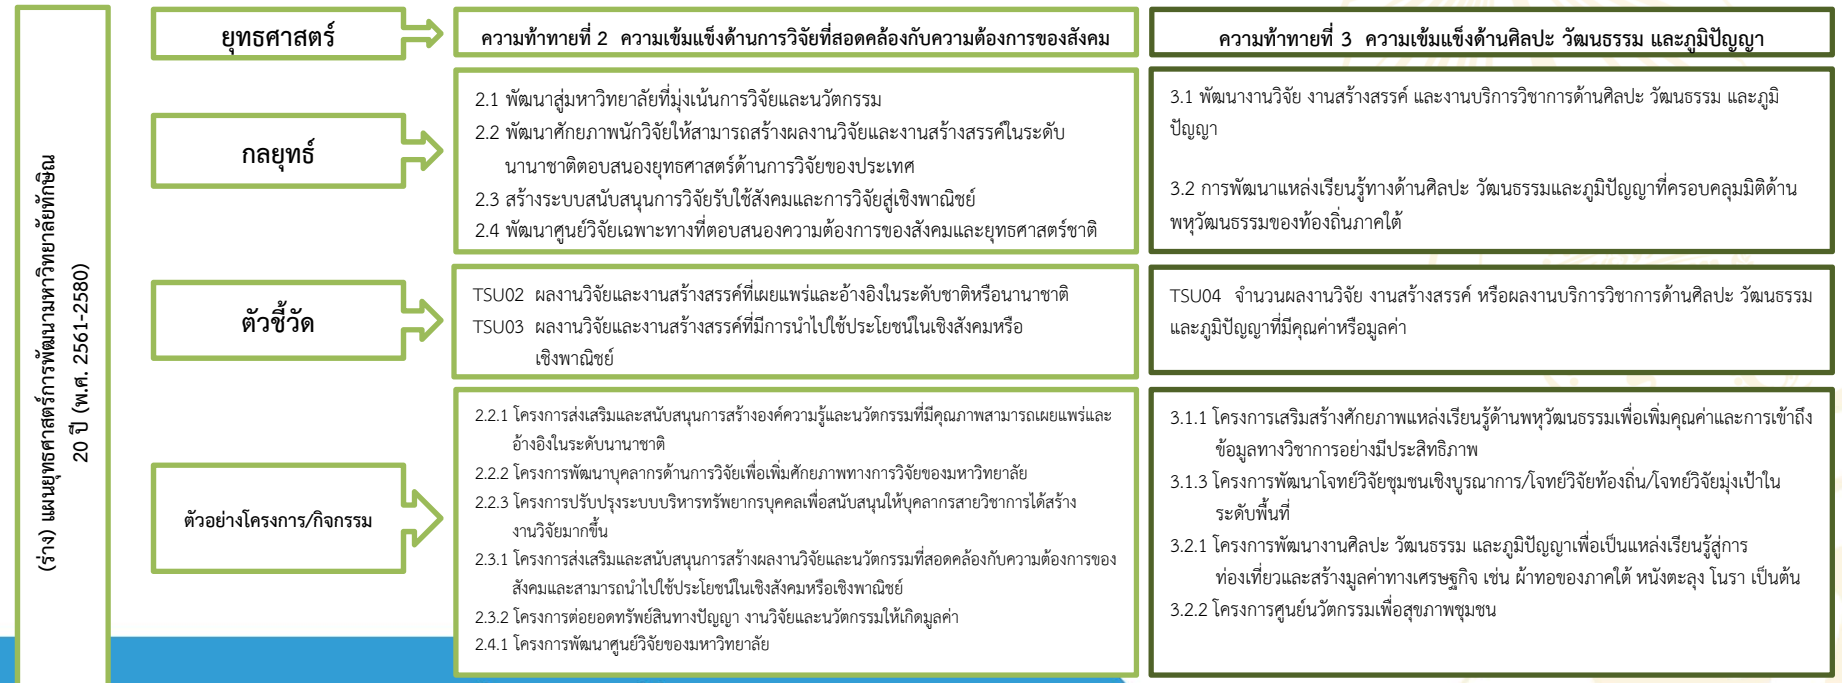 (ร่าง) แผนยุทธศาสตร์การพัฒนามหาวิทยาลัยทักษิณ
20 ปี (พ.ศ. 2561-2580)
ยุทธศาสตร์
ความท้าทายที่ 2 ความเข้มแข็งด้านการวิจัยที่สอดคล้องกับความต้องการของสังคม
ความท้าทายที่ 3 ความเข้มแข็งด้านศิลปะ วัฒนธรรม และภูมิปัญญา
กลยุทธ์
2.1 พัฒนาสู่มหาวิทยาลัยที่มุ่งเน้นการวิจัยและนวัตกรรม
2.2 พัฒนาศักยภาพนักวิจัยให้สามารถสร้างผลงานวิจัยและงานสร้างสรรค์ในระดับ
นานาชาติตอบสนองยุทธศาสตร์ด้านการวิจัยของประเทศ
2.3 สร้างระบบสนับสนุนการวิจัยรับใช้สังคมและการวิจัยสู่เชิงพาณิชย์
2.4 พัฒนาศูนย์วิจัยเฉพาะทางที่ตอบสนองความต้องการของสังคมและยุทธศาสตร์ชาติ
3.1 พัฒนางานวิจัย งานสร้างสรรค์ และงานบริการวิชาการด้านศิลปะ วัฒนธรรม และภูมิ
ปัญญา
3.2 การพัฒนาแหล่งเรียนรู้ทางด้านศิลปะ วัฒนธรรมและภูมิปัญญาที่ครอบคลุมมิติด้าน
พหุวัฒนธรรมของท้องถิ่นภาคใต้
ตัวชี้วัด
TSU02 ผลงานวิจัยและงานสร้างสรรค์ที่เผยแพร่และอ้างอิงในระดับชาติหรือนานาชาติ
TSU03 ผลงานวิจัยและงานสร้างสรรค์ที่มีการนำไปใช้ประโยชน์ในเชิงสังคมหรือ
เชิงพาณิชย์
TSU04 จำนวนผลงานวิจัย งานสร้างสรรค์ หรือผลงานบริการวิชาการด้านศิลปะ วัฒนธรรม
และภูมิปัญญาที่มีคุณค่าหรือมูลค่า
ตัวอย่างโครงการ/กิจกรรม
2.2.1 โครงการส่งเสริมและสนับสนุนการสร้างองค์ความรู้และนวัตกรรมที่มีคุณภาพสามารถเผยแพร่และ
อ้างอิงในระดับนานาชาติ
2.2.2 โครงการพัฒนาบุคลากรด้านการวิจัยเพื่อเพิ่มศักยภาพทางการวิจัยของมหาวิทยาลัย
2.2.3 โครงการปรับปรุงระบบบริหารทรัพยากรบุคคลเพื่อสนับสนุนให้บุคลากรสายวิชาการได้สร้าง
งานวิจัยมากขึ้น
2.3.1 โครงการส่งเสริมและสนับสนุนการสร้างผลงานวิจัยและนวัตกรรมที่สอดคล้องกับความต้องการของ
สังคมและสามารถนำไปใช้ประโยชน์ในเชิงสังคมหรือเชิงพาณิชย์
2.3.2 โครงการต่อยอดทรัพย์สินทางปัญญา งานวิจัยและนวัตกรรมให้เกิดมูลค่า
2.4.1 โครงการพัฒนาศูนย์วิจัยของมหาวิทยาลัย
3.1.1 โครงการเสริมสร้างศักยภาพแหล่งเรียนรู้ด้านพหุวัฒนธรรมเพื่อเพิ่มคุณค่าและการเข้าถึง
ข้อมูลทางวิชาการอย่างมีประสิทธิภาพ
3.1.3 โครงการพัฒนาโจทย์วิจัยชุมชนเชิงบูรณาการ/โจทย์วิจัยท้องถิ่น/โจทย์วิจัยมุ่งเป้าใน
ระดับพื้นที่
3.2.1 โครงการพัฒนางานศิลปะ วัฒนธรรม และภูมิปัญญาเพื่อเป็นแหล่งเรียนรู้สู่การ
ท่องเที่ยวและสร้างมูลค่าทางเศรษฐกิจ เช่น ผ้าทอของภาคใต้ หนังตะลุง โนรา เป็นต้น
3.2.2 โครงการศูนย์นวัตกรรมเพื่อสุขภาพชุมชน